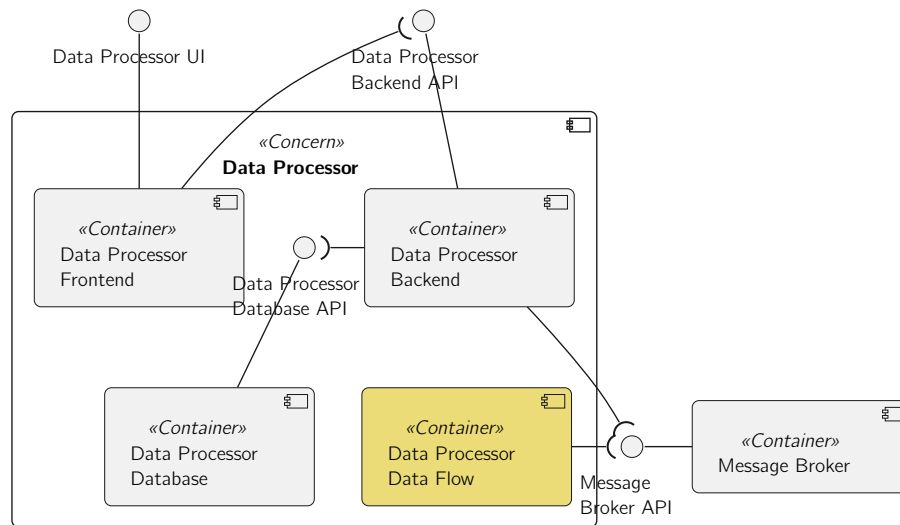 Data Processor UI
Data Processor
Backend API
«Concern»
Data Processor
«Container»
Data Processor
Frontend
Data Processor
Database API
«Container»
Data Processor
Backend
«Container»
Data Processor
Database
«Container»
Data Processor
Data Flow
Message
Broker API
«Container»
Message Broker